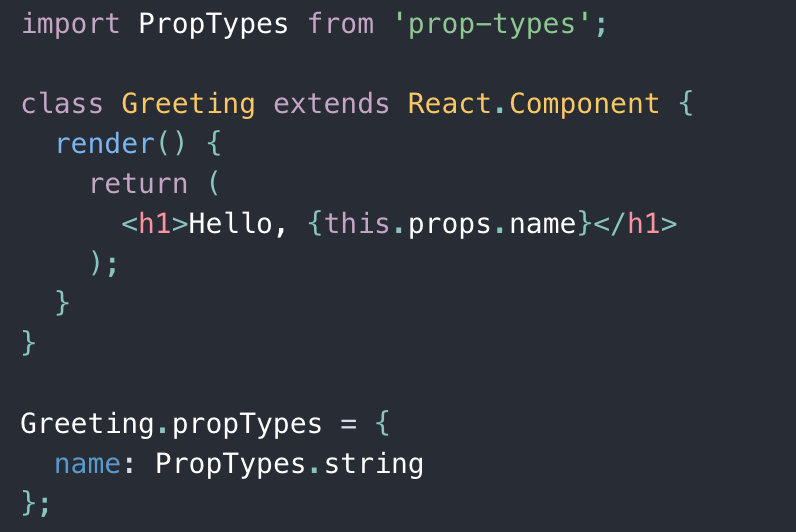 import PropTypes from 'prop-types';

class Greeting extends React.Component {
  render() {
    return (
      <h1>Hello, {this.props.name}</h1>
    );
  }
}

Greeting.propTypes = {
  name: PropTypes.string
};